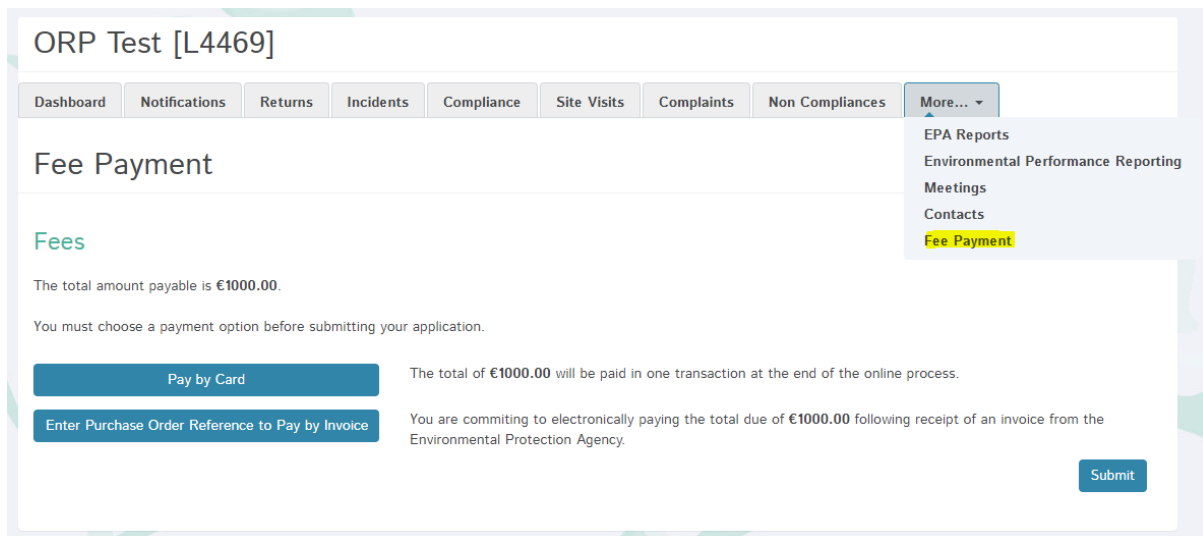 ORP Test [L4469]
Dashboard Notifications Returns Incidents Compliance Site Visits Complaints Non Compliances More...
EPA Reports
Environmental Performance Reporting
Meetings
Contacts
Fee Payment
Fee Payment
Fees
The total amount payable is €1000.00.
You must choose a payment option before submitting your application.
Pay by Card
The total of €1000.00 will be paid in one transaction at the end of the online process.
Enter Purchase Order Reference to Pay by Invoice
You are commiting to electronically paying the total due of €1000.00 following receipt of an invoice from the
Environmental Protection Agency.
Submit